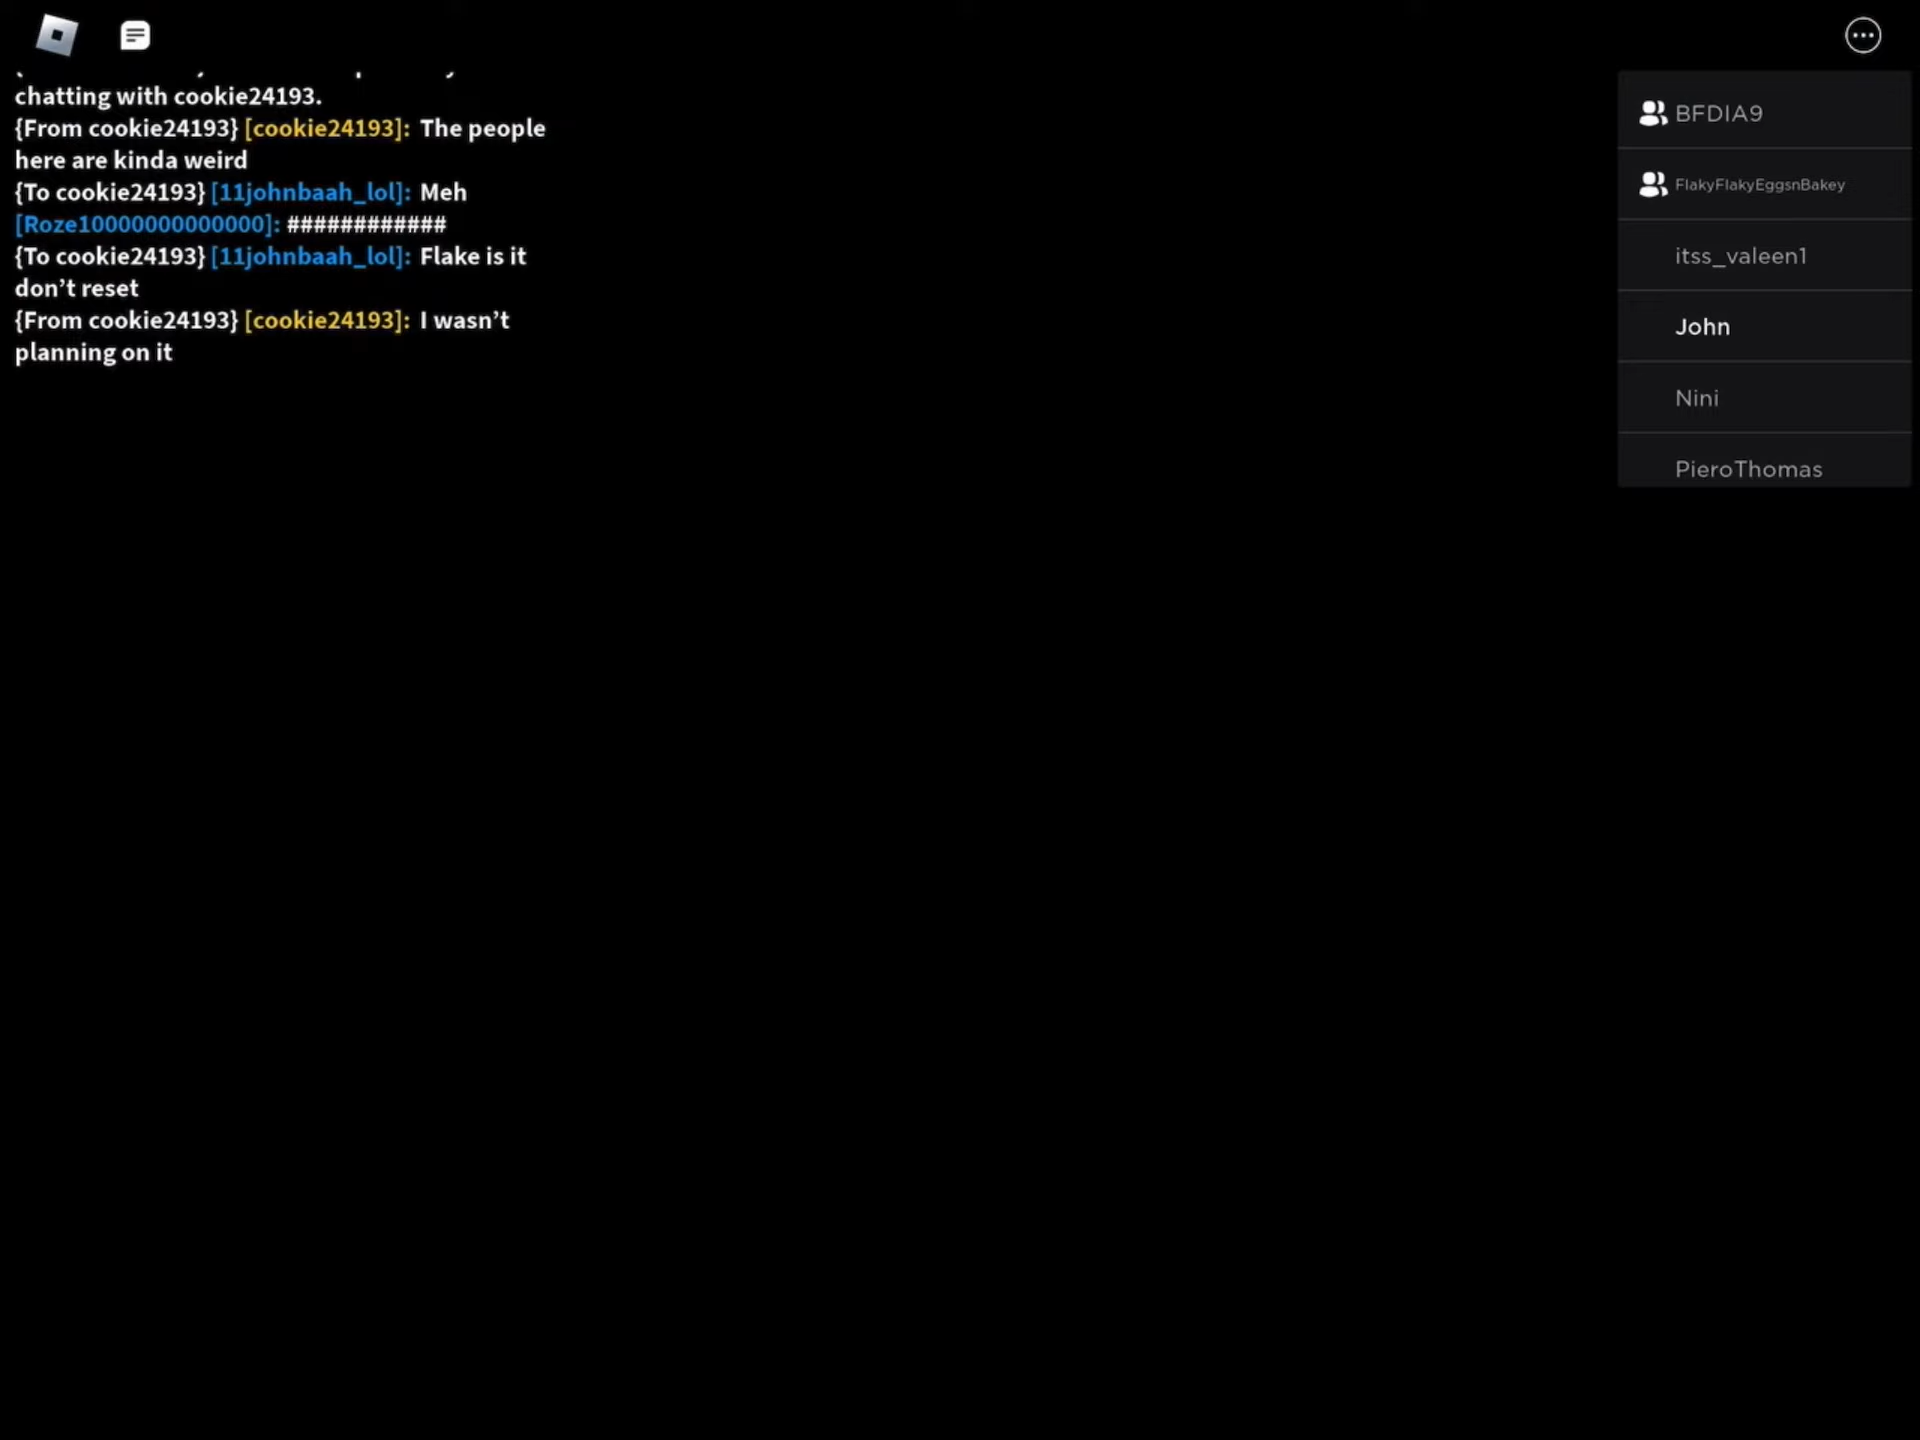 chatting with cookie24193.
{From cookie24193} [cookie24193]: The people
here are kinda weird
{To cookie24193} [11johnbaah_lol]: Meh
[Roze10000000000000]: ############
{To cookie24193} [11johnbaah_lol]: Flake is it
don't reset
{From cookie24193} [cookie24193]: I wasn't
planning on it
BFDIA9
FlakyFlakyEggsnBakey
itss_valeen1
John
Nini
PieroThomas